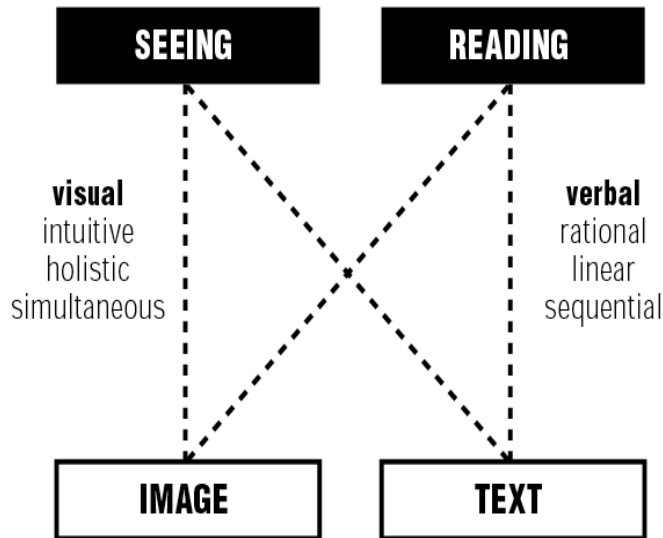 SEEING
READING
visual
intuitive
holistic
simultaneous
verbal
rational
linear
sequential
IMAGE
TEXT